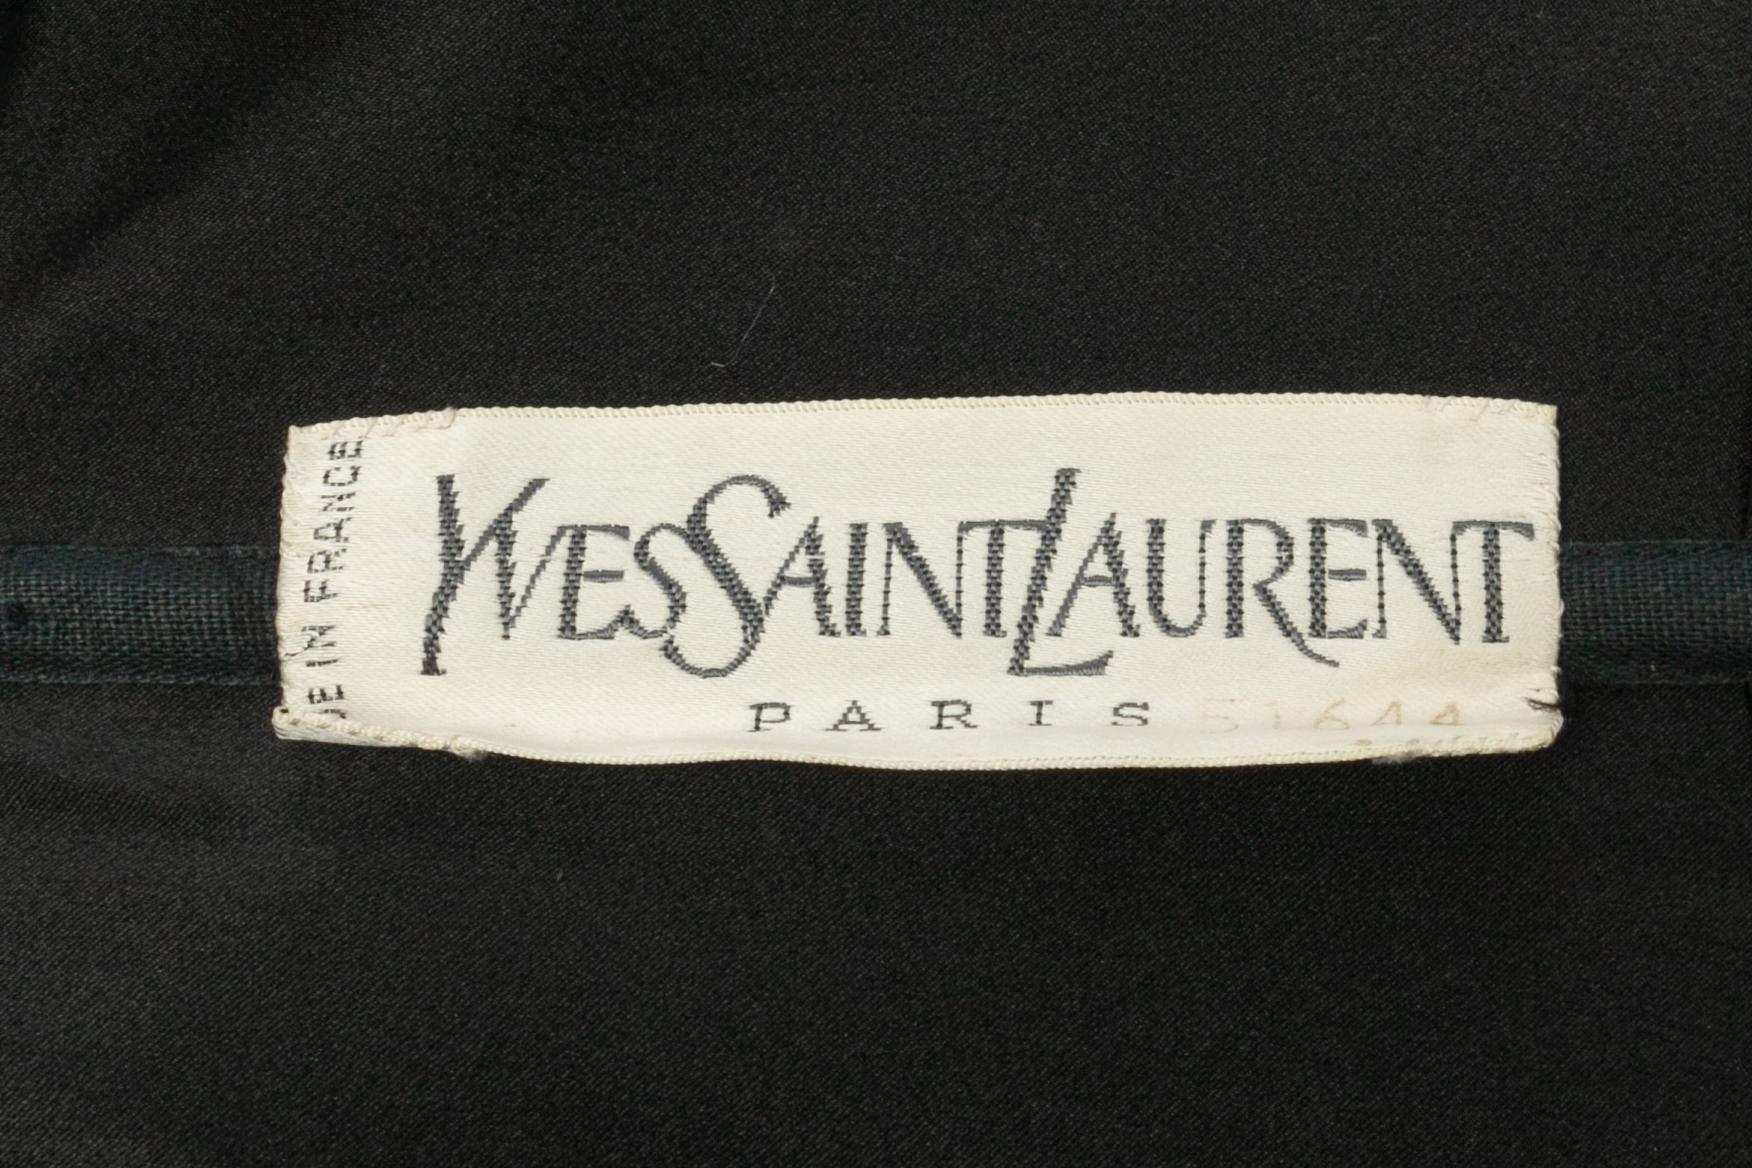 YVESSAINTLAURENT
PARIS 51644
DE IN FRANCE